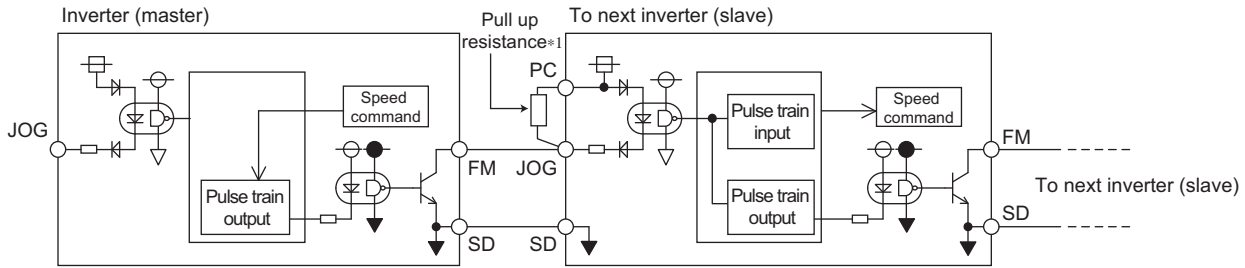 Inverter (master)
Pull up
resistance*1
To next inverter (slave)
PC
JOG
Speed
command
Pulse train
output
FM
SD
JOG
SD
Pulse train
input
Pulse train
output
Speed
command
FM
SD
To next inverter (slave)